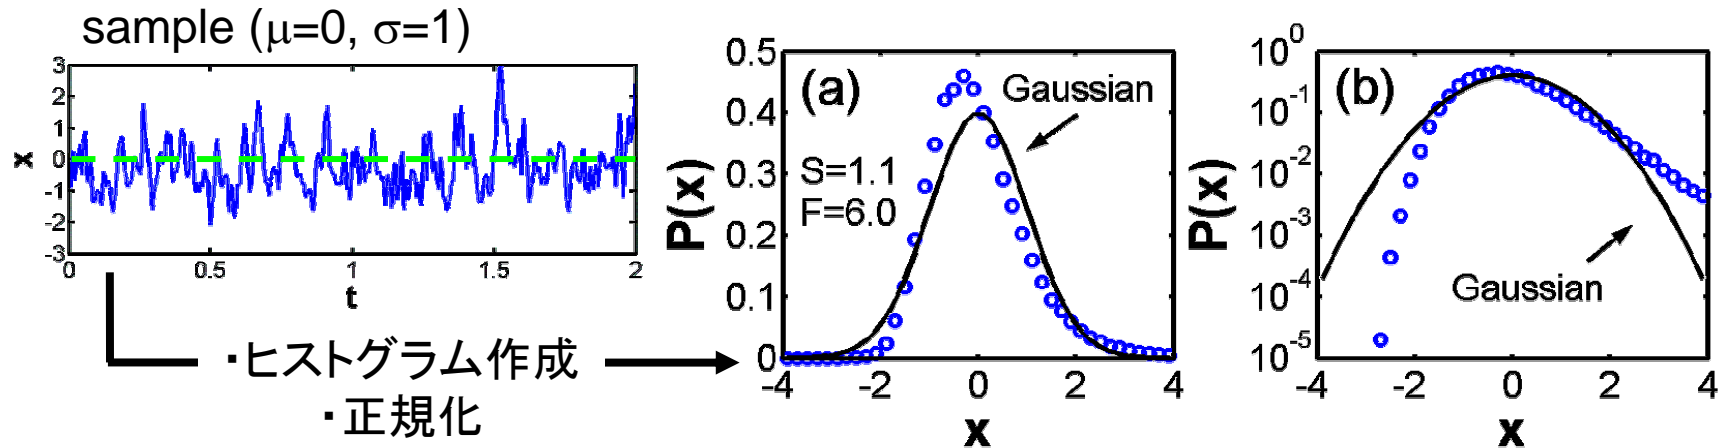 sample (μ=0, σ=1)
3
2
1
0
-1
-2
-3
x
0 0.5 1 1.5 2
t
・ヒストグラム作成
・正規化
0.5
0.4
0.3
0.2
0.1
0
P(x)
(a)
Gaussian
S=1.1
F=6.0
-4 -2 0 2 4
x
10^0
10^-1
10^-2
10^-3
10^-4
10^-5
P(x)
(b)
Gaussian
-4 -2 0 2 4
x